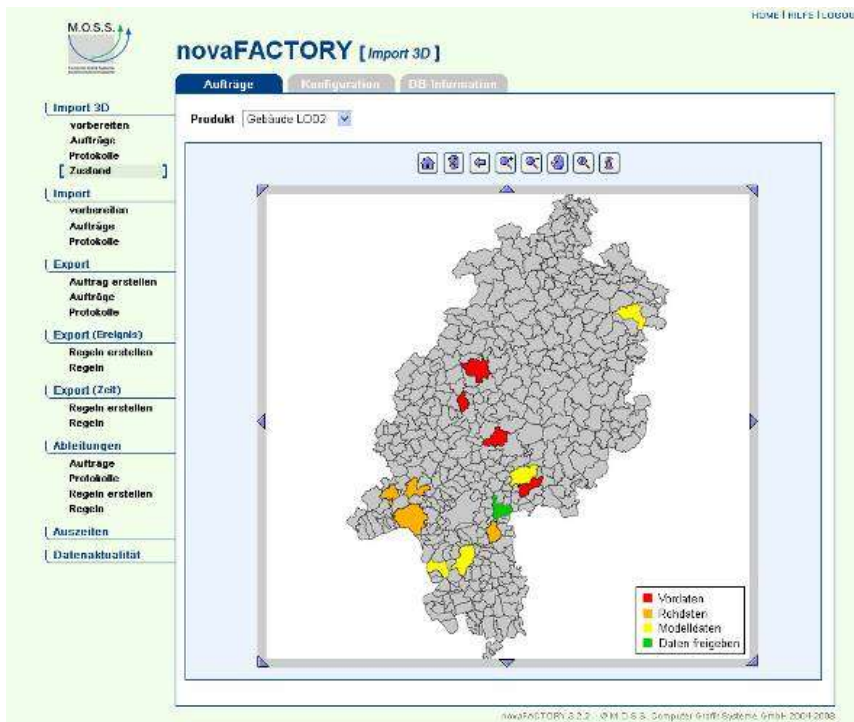 HOME | HILFE | LOGOU
M.O.S.S.
novaFACTORY [ Import 3D ]
Aufträge Konfiguration DB-Information
Import 3D
vorbereiten
Aufträge
Protokolle
[ Zustand ]
Import
vorbereiten
Aufträge
Protokolle
Export
Auftrag erstellen
Aufträge
Protokolle
Export (Ereignis)
Regeln erstellen
Regeln
Export (Zeit)
Regeln erstellen
Regeln
Ableitungen
Aufträge
Protokolle
Regeln erstellen
Regeln
Auszeiten
Datenaktualität
Produkt Gebäude LOD2
Vordaten
Rohdaten
Modelldaten
Daten freigeben
novaFACTORY 3.2.2 © M.O.S.S. Computer Grafik Systeme GmbH 2004-2008